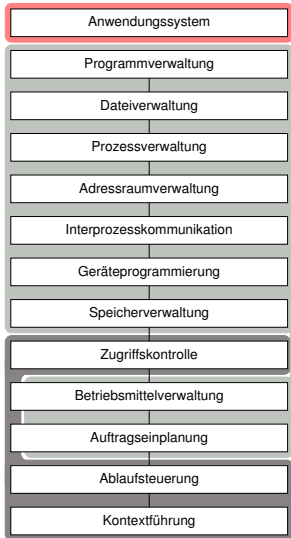 Anwendungssystem
Programmverwaltung
Dateiverwaltung
Prozessverwaltung
Adressraumverwaltung
Interprozesskommunikation
Geräteprogrammierung
Speicherverwaltung
Zugriffskontrolle
Betriebsmittelverwaltung
Auftragseinplanung
Ablaufsteuerung
Kontextführung